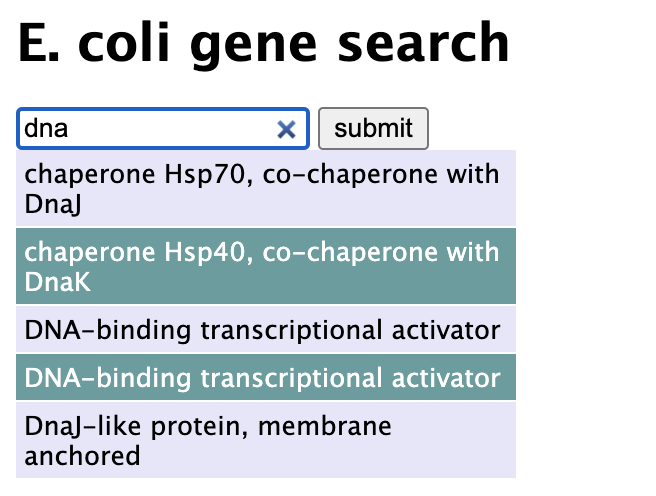 E. coli gene search
dna
submit
chaperone Hsp70, co-chaperone with
DnaJ
chaperone Hsp40, co-chaperone with
DnaK
DNA-binding transcriptional activator
DNA-binding transcriptional activator
DnaJ-like protein, membrane
anchored